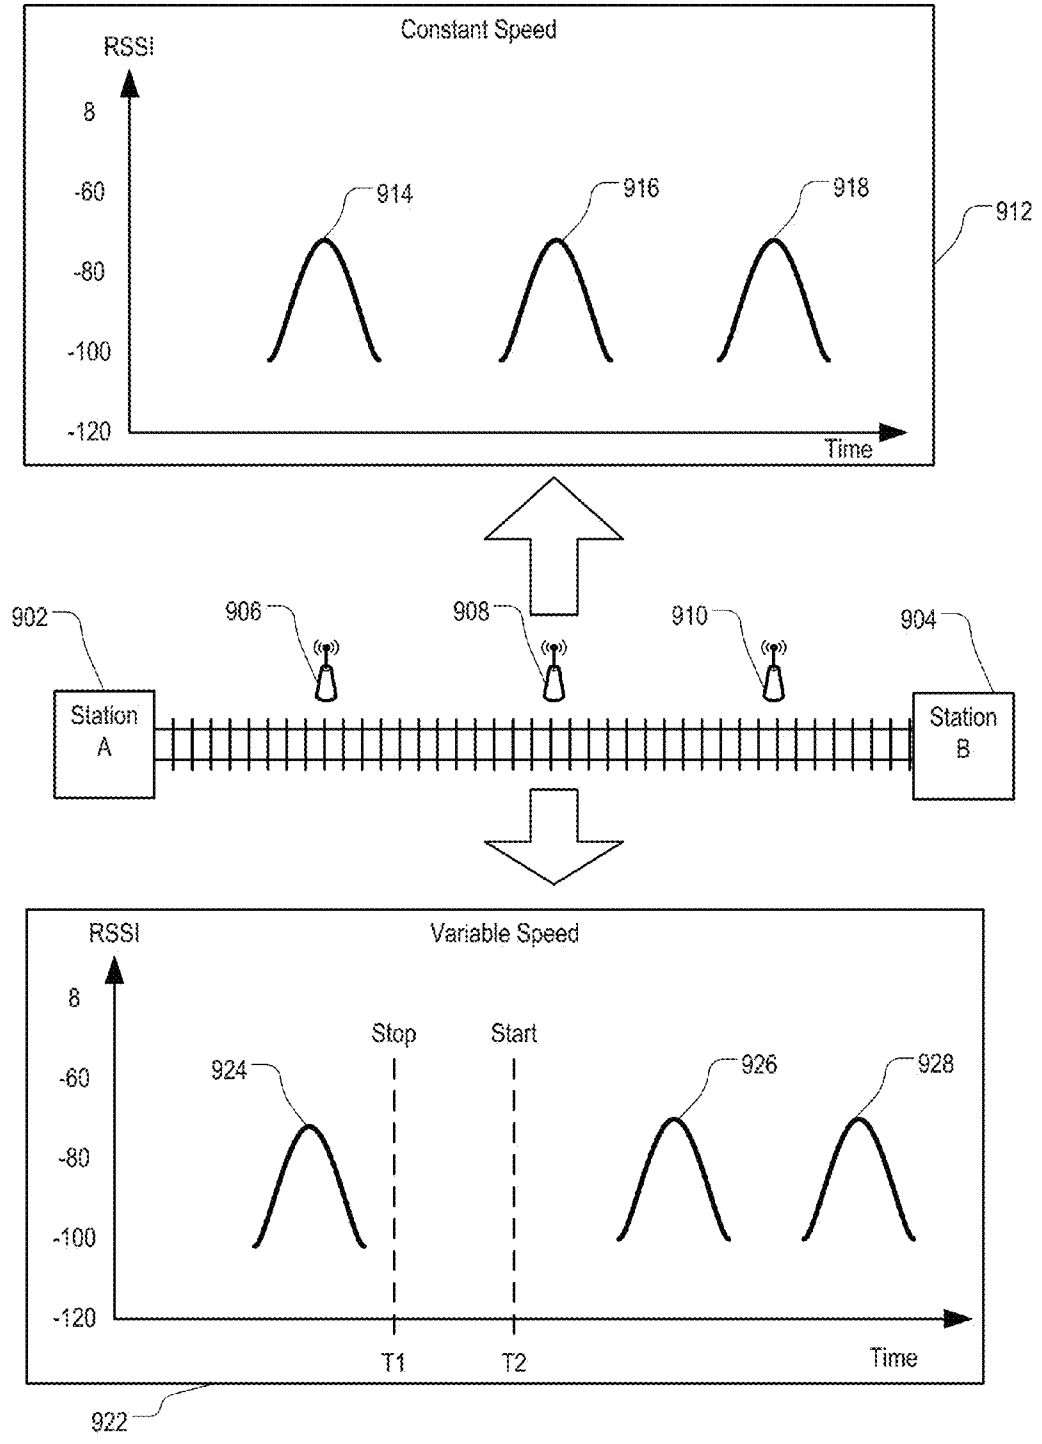 Constant Speed
RSSI
8
-60
-80
-100
-120
914
916
918
912
Time
902
906
908
910
904
Station
A
Station
B
RSSI
Variable Speed
8
-60
-80
-100
-120
Stop
Start
924
926
928
T1
T2
Time
922